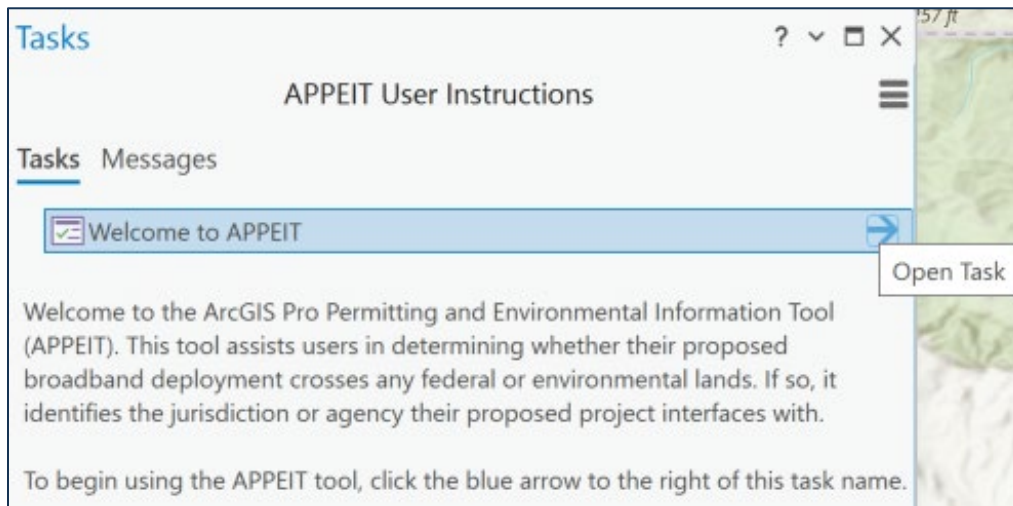 257 ft
Tasks ?
APPEIT User Instructions
Tasks Messages
Welcome to APPEIT
Open Task
Welcome to the ArcGIS Pro Permitting and Environmental Information Tool
(APPEIT). This tool assists users in determining whether their proposed
broadband deployment crosses any federal or environmental lands. If so, it
identifies the jurisdiction or agency their proposed project interfaces with.
To begin using the APPEIT tool, click the blue arrow to the right of this task name.